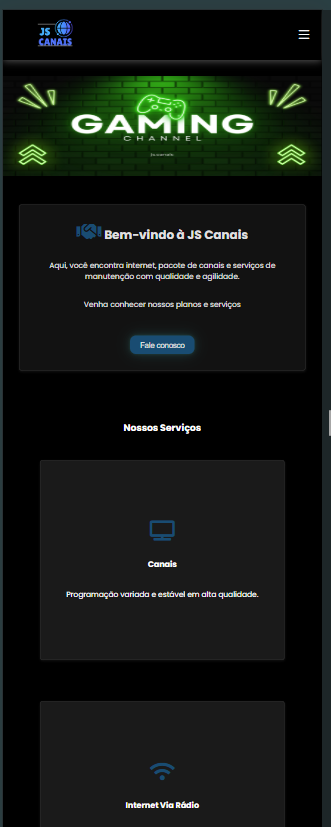 JS
CANAIS
GAMING
CHANNEL
js canais
Bem-vindo à JS Canais
Aqui, você encontra internet, pacote de canais e serviços de
manutenção com qualidade e agilidade.
Venha conhecer nossos planos e serviços
Fale conosco
Nossos Serviços
Canais
Programação variada e estável em alta qualidade.
Internet Via Rádio